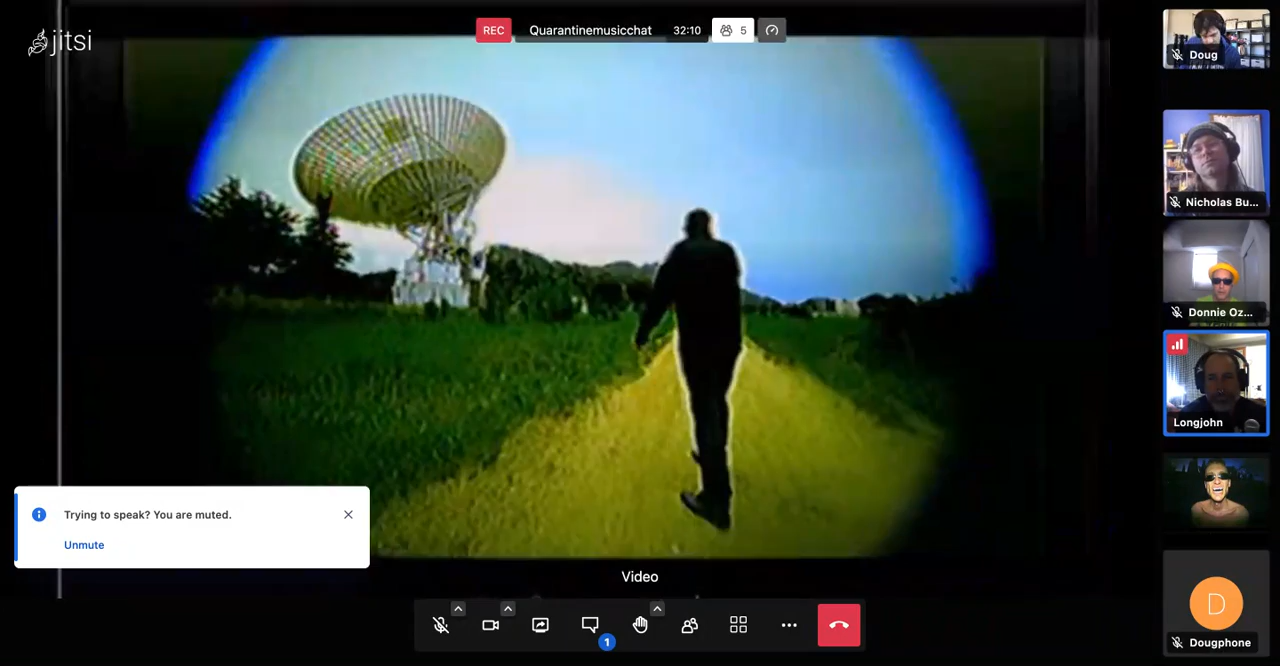 jitsi
REC Quarantinemusicchat 32:10 5
Doug
Nicholas Bu...
Donnie Oz...
Longjohn
Trying to speak? You are muted.
Unmute
Video
1
D
Dougphone